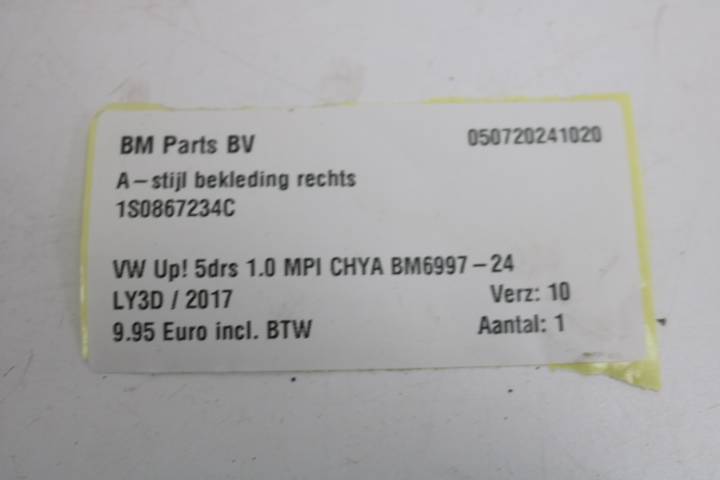 BM Parts BV 050720241020
A-stijl bekleding rechts
1S0867234C
VW Up! 5drs 1.0 MPI CHYA BM6997-24
LY3D / 2017 Verz: 10
9.95 Euro incl. BTW Aantal: 1